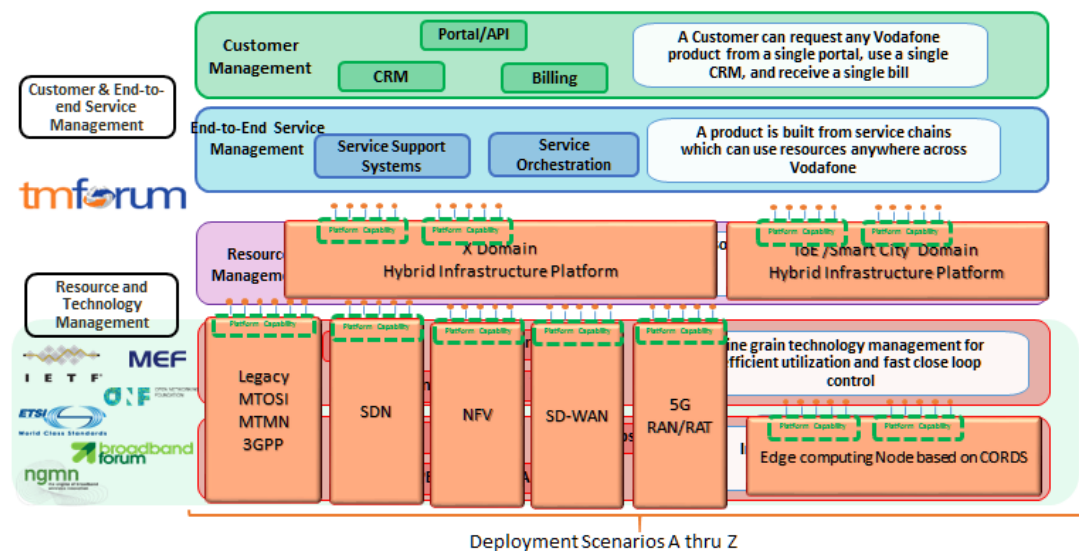 Portal/API
Customer
Management
CRM
Billing
A Customer can request any Vodafone
product from a single portal, use a single
CRM, and receive a single bill
Customer & End-to-
end Service
Management
End-to-End Service
Management
Service Support
Systems
Service
Orchestration
A product is built from service chains
which can use resources anywhere across
Vodafone
tmforum
Platform Capability
Platform Capability
Platform Capability
Platform Capability
Resource
Manageme
X Domain
Hybrid Infrastructure Platform
IoE /Smart City Domain
Hybrid Infrastructure Platform
Resource and
Technology
Management
Platform Capability
Platform Capability
Platform Capability
Platform Capability
Platform Capability
ine grain technology management for
efficient utilization and fast close loop
control
Legacy
MTOSI
MTMN
3GPP
SDN
NFV
SD-WAN
5G
RAN/RAT
Platform Capability
Platform Capability
Edge computing Node based on CORDS
IETF
MEF
ONF
OPEN NETWORKING
FOUNDATION
ETSI
World Class Standards
broadband
forum
ngmn
Deployment Scenarios A thru Z